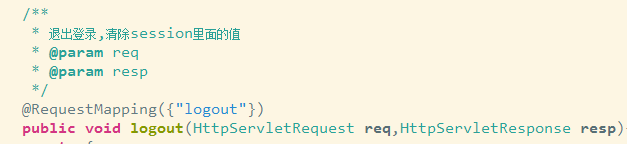 /**
* 退出登录,清除session里面的值
* @param req
* @param resp
*/
@RequestMapping({"logout"})
public void logout(HttpServletRequest req,HttpServletResponse resp){